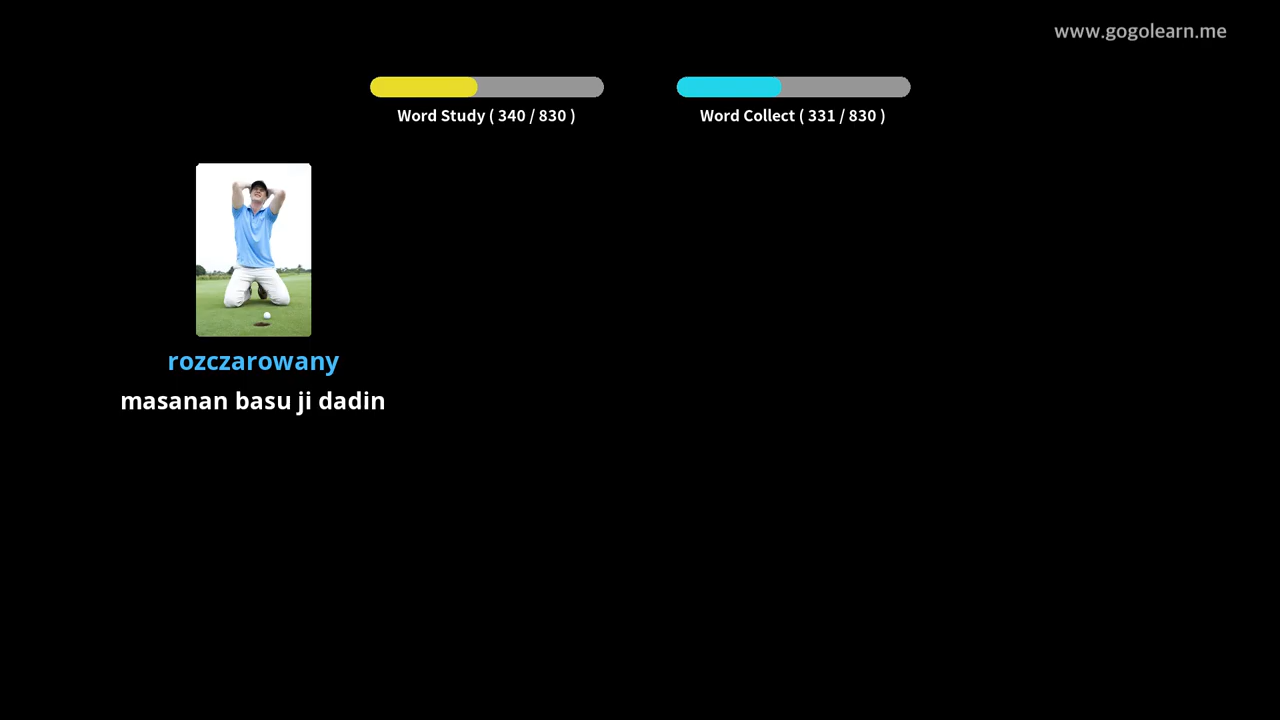 www.gogolearn.me
Word Study ( 340 / 830 )
Word Collect ( 331 / 830 )
rozczarowany
masanan basu ji dadin